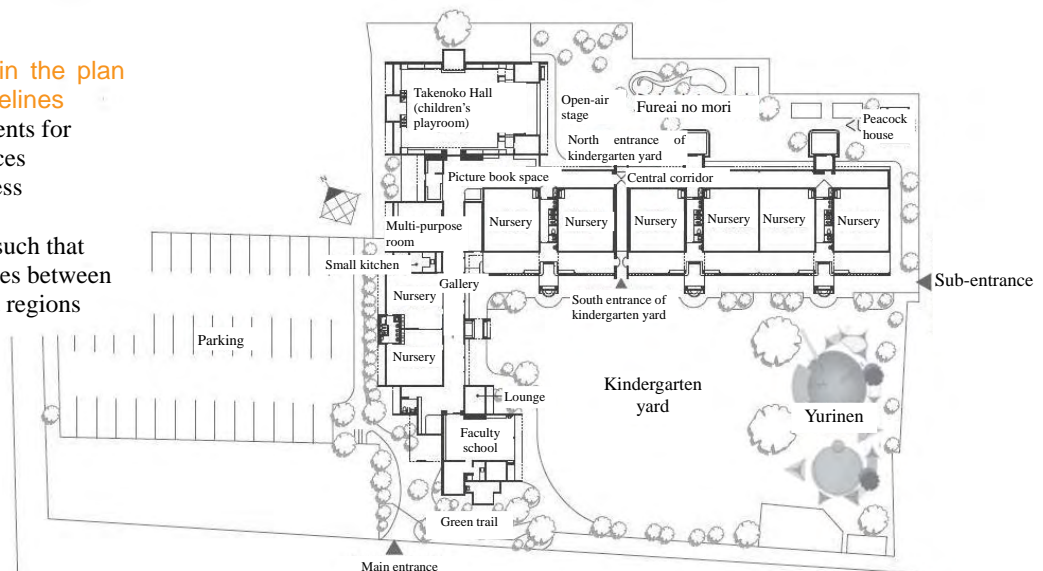 in the plan
elines
ents for
ces
ess
such that
es between
regions
Takenoko Hall
(children's
playroom)
Open-air
stage
Fureai no mori
Peacock
house
North entrance of
kindergarten yard
Picture book space
Central corridor
Nursery
Nursery
Nursery
Nursery
Nursery
Nursery
Multi-purpose
room
Small kitchen
Gallery
Nursery
South entrance of
kindergarten yard
Sub-entrance
Parking
Nursery
Kindergarten
yard
Lounge
Yurinen
Faculty
school
Green trail
Main entrance
N